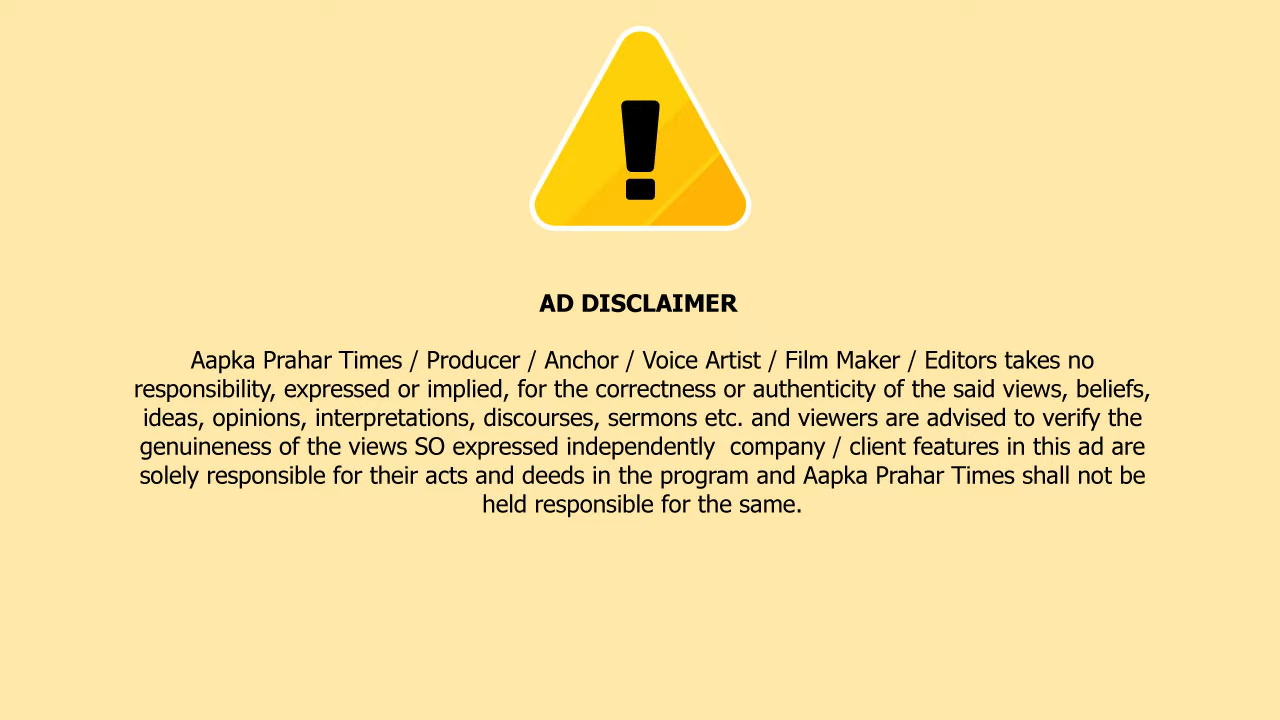 AD DISCLAIMER
Aapka Prahar Times / Producer / Anchor / Voice Artist / Film Maker / Editors takes no
responsibility, expressed or implied, for the correctness or authenticity of the said views, beliefs,
ideas, opinions, interpretations, discourses, sermons etc. and viewers are advised to verify the
genuineness of the views SO expressed independently  company / client features in this ad are
solely responsible for their acts and deeds in the program and Aapka Prahar Times shall not be
held responsible for the same.